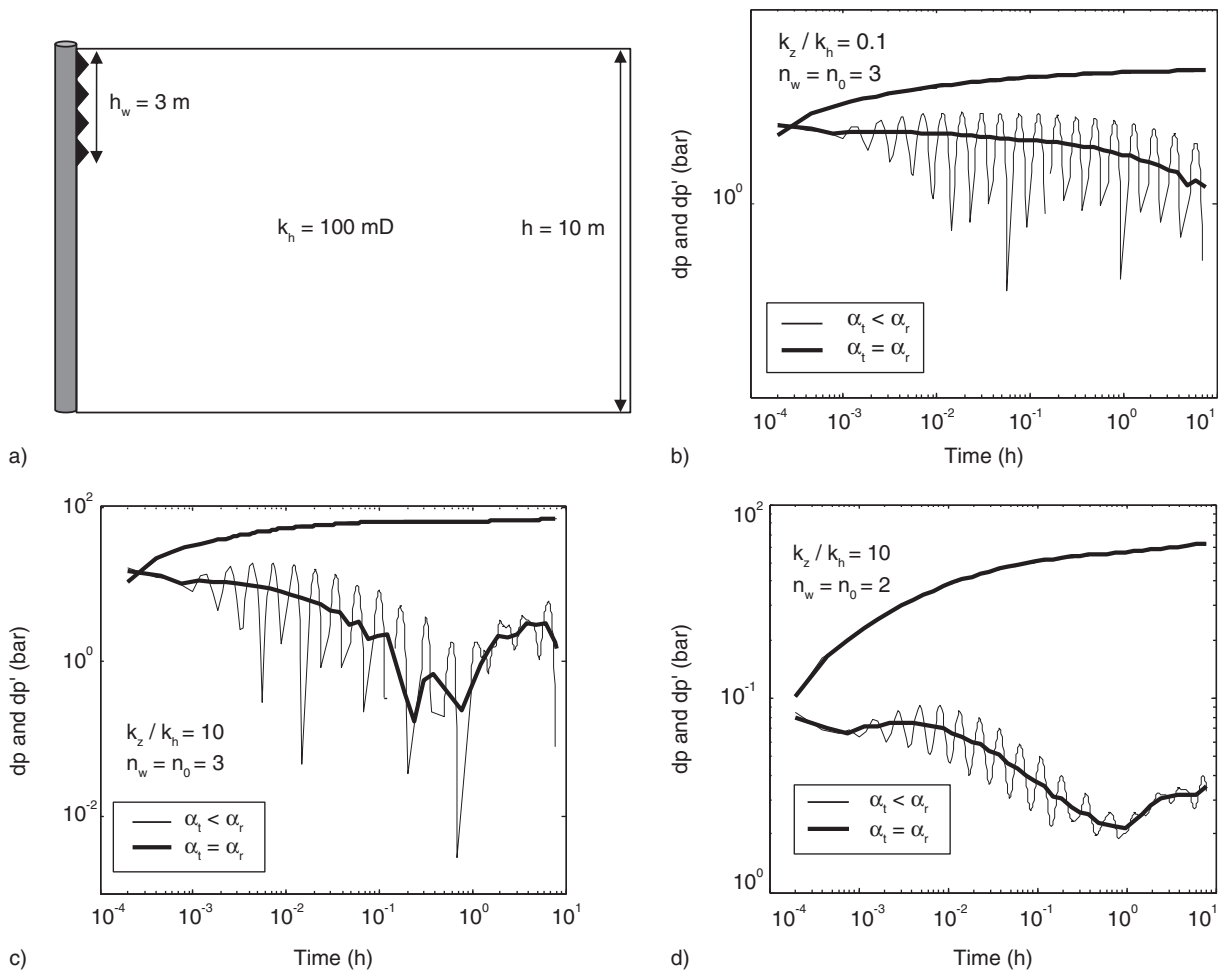 h_w = 3 m
k_h = 100 mD
h = 10 m
a)
k_z / k_h = 0.1
n_w = n_0 = 3
dp and dp' (bar)
10^0
α_t < α_r
α_t = α_r
10^-4 10^-3 10^-2 10^-1 10^0 10^1
Time (h)
b)
10^2
10^0
10^-2
dp and dp' (bar)
k_z / k_h = 10
n_w = n_0 = 3
α_t < α_r
α_t = α_r
10^-4 10^-3 10^-2 10^-1 10^0 10^1
Time (h)
c)
10^2
10^-1
10^0
dp and dp' (bar)
k_z / k_h = 10
n_w = n_0 = 2
α_t < α_r
α_t = α_r
10^-4 10^-3 10^-2 10^-1 10^0 10^1
Time (h)
d)